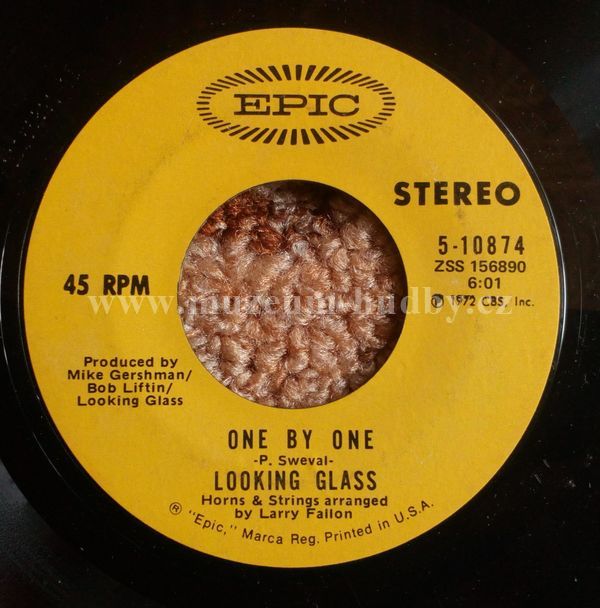 EPIC
STEREO
5-10874
ZSS 156890
6:01
℗ 1972 CBS, Inc.
45 RPM
www.muzeum-hudby.cz
Produced by
Mike Gershman/
Bob Liftin/
Looking Glass
ONE BY ONE
-P. Sweval-
LOOKING GLASS
Horns & Strings arranged
by Larry Fallon
® "Epic," Marca Reg. Printed in U.S.A.